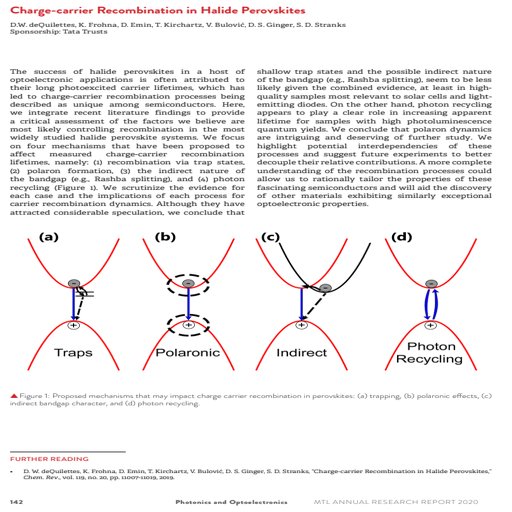 Charge-carrier Recombination in Halide Perovskites
D.W. deQuilettes, K. Frohna, D. Emin, T. Kirchartz, V. Bulović, D. S. Ginger, S. D. Stranks
Sponsorship: Tata Trusts
The success of halide perovskites in a host of
optoelectronic applications is often attributed to
their long photoexcited carrier lifetimes, which has
led to charge-carrier recombination processes being
described as unique among semiconductors. Here,
we integrate recent literature findings to provide
a critical assessment of the factors we believe are
most likely controlling recombination in the most
widely studied halide perovskite systems. We focus
on four mechanisms that have been proposed to
affect measured charge-carrier recombination
lifetimes, namely: (1) recombination via trap states,
(2) polaron formation, (3) the indirect nature of
the bandgap (e.g., Rashba splitting), and (4) photon
recycling (Figure 1). We scrutinize the evidence for
each case and the implications of each process for
carrier recombination dynamics. Although they have
attracted considerable speculation, we conclude that
shallow trap states and the possible indirect nature
of the bandgap (e.g., Rashba splitting), seem to be less
likely given the combined evidence, at least in high-
quality samples most relevant to solar cells and light-
emitting diodes. On the other hand, photon recycling
appears to play a clear role in increasing apparent
lifetime for samples with high photoluminescence
quantum yields. We conclude that polaron dynamics
are intriguing and deserving of further study. We
highlight potential interdependencies of these
processes and suggest future experiments to better
decouple their relative contributions. A more complete
understanding of the recombination processes could
allow us to rationally tailor the properties of these
fascinating semiconductors and will aid the discovery
of other materials exhibiting similarly exceptional
optoelectronic properties.
(a) (b) (c) (d)
Traps Polaronic Indirect Photon
Recycling
▲Figure 1: Proposed mechanisms that may impact charge carrier recombination in perovskites: (a) trapping, (b) polaronic effects, (c)
indirect bandgap character, and (d) photon recycling.
FURTHER READING
• D. W. deQuilettes, K. Frohna, D. Emin, T. Kirchartz, V. Bulović, D. S. Ginger, S. D. Stranks, "Charge-carrier Recombination in Halide Perovskites,"
Chem. Rev., vol. 119, no. 20, pp. 11007-11019, 2019.
142 Photonics and Optoelectronics MTL ANNUAL RESEARCH REPORT 2020